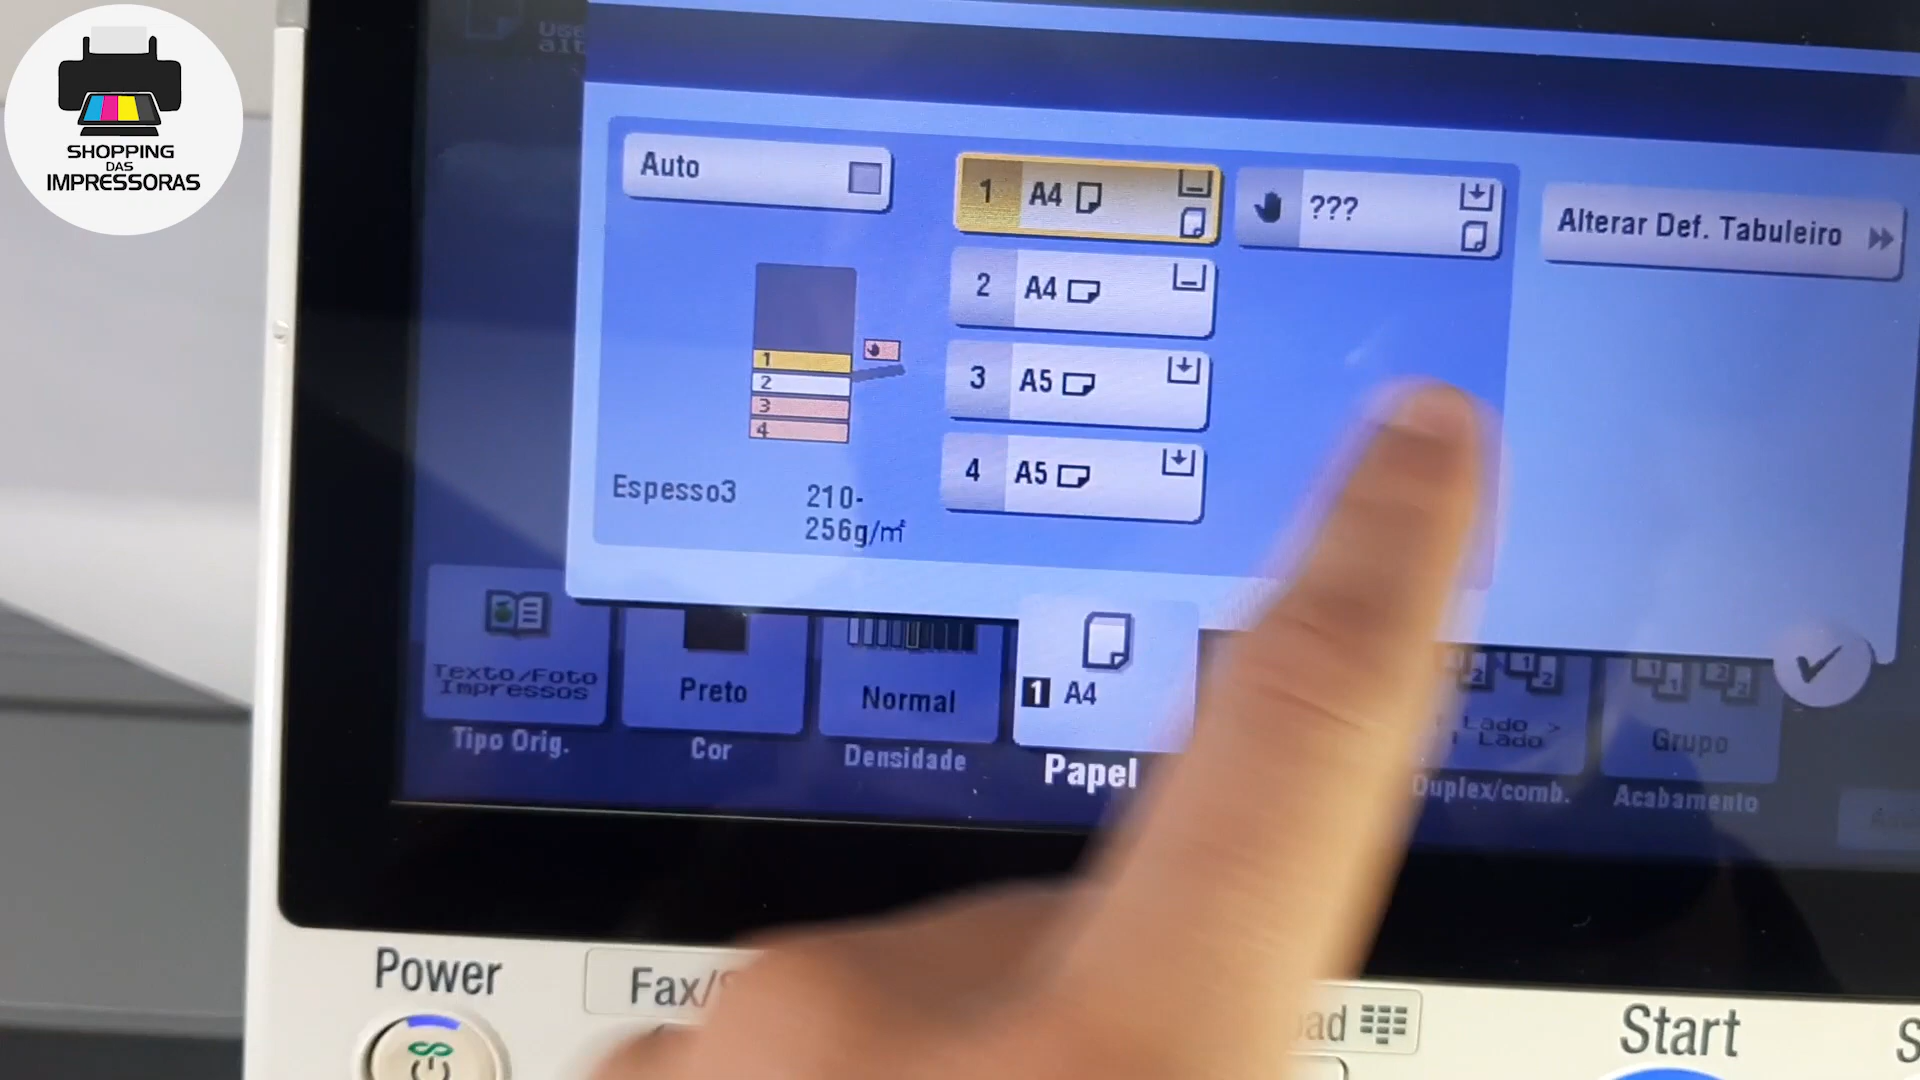 SHOPPING
DAS
IMPRESSORAS
Auto
1 A4
2 A4
3 A5
4 A5
???
Alterar Def. Tabuleiro
1
2
3
4
Espesso3
210-
256g/㎡
Texto/Foto
Impressos
Tipo Orig.
Preto
Cor
Normal
Densidade
1 A4
Papel
Lado >
1 Lado
Duplex/comb.
Grupo
Acabamento
Power
Fax/
Start